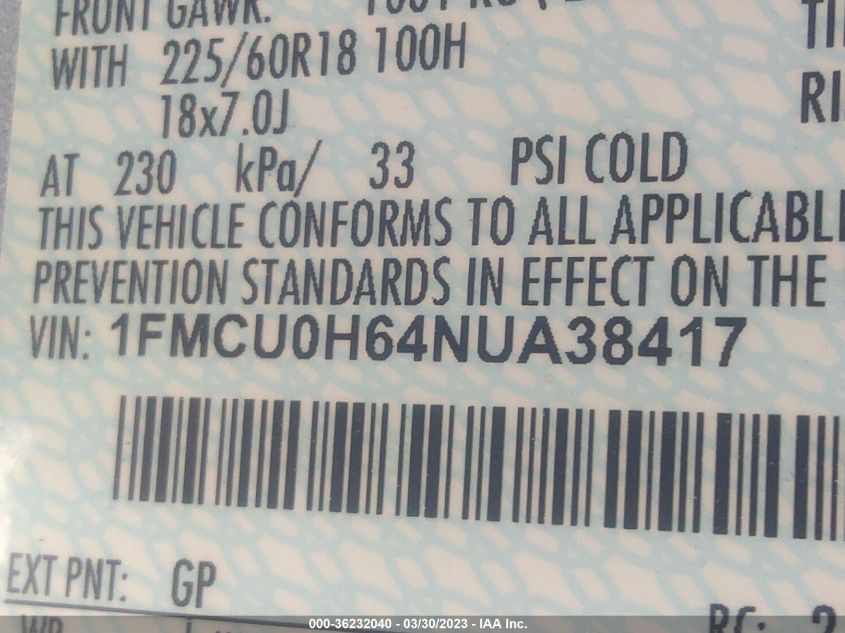 FRONT GAWR:
WITH 225/60R18 100H
18x7.0J
AT 230 kPa/ 33 PSI COLD
THIS VEHICLE CONFORMS TO ALL APPLICABL
PREVENTION STANDARDS IN EFFECT ON THE
VIN: 1FMCU0H64NUA38417
EXT PNT: GP
RC:
000-36232040 - 03/30/2023 - IAA Inc.